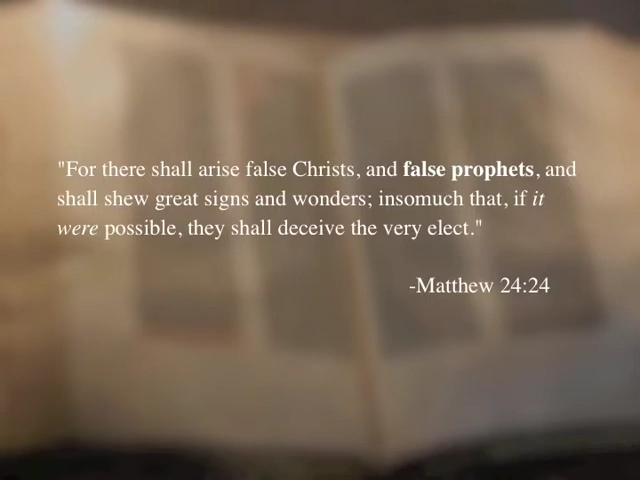 "For there shall arise false Christs, and false prophets, and
shall shew great signs and wonders; insomuch that, if it
were possible, they shall deceive the very elect."
-Matthew 24:24